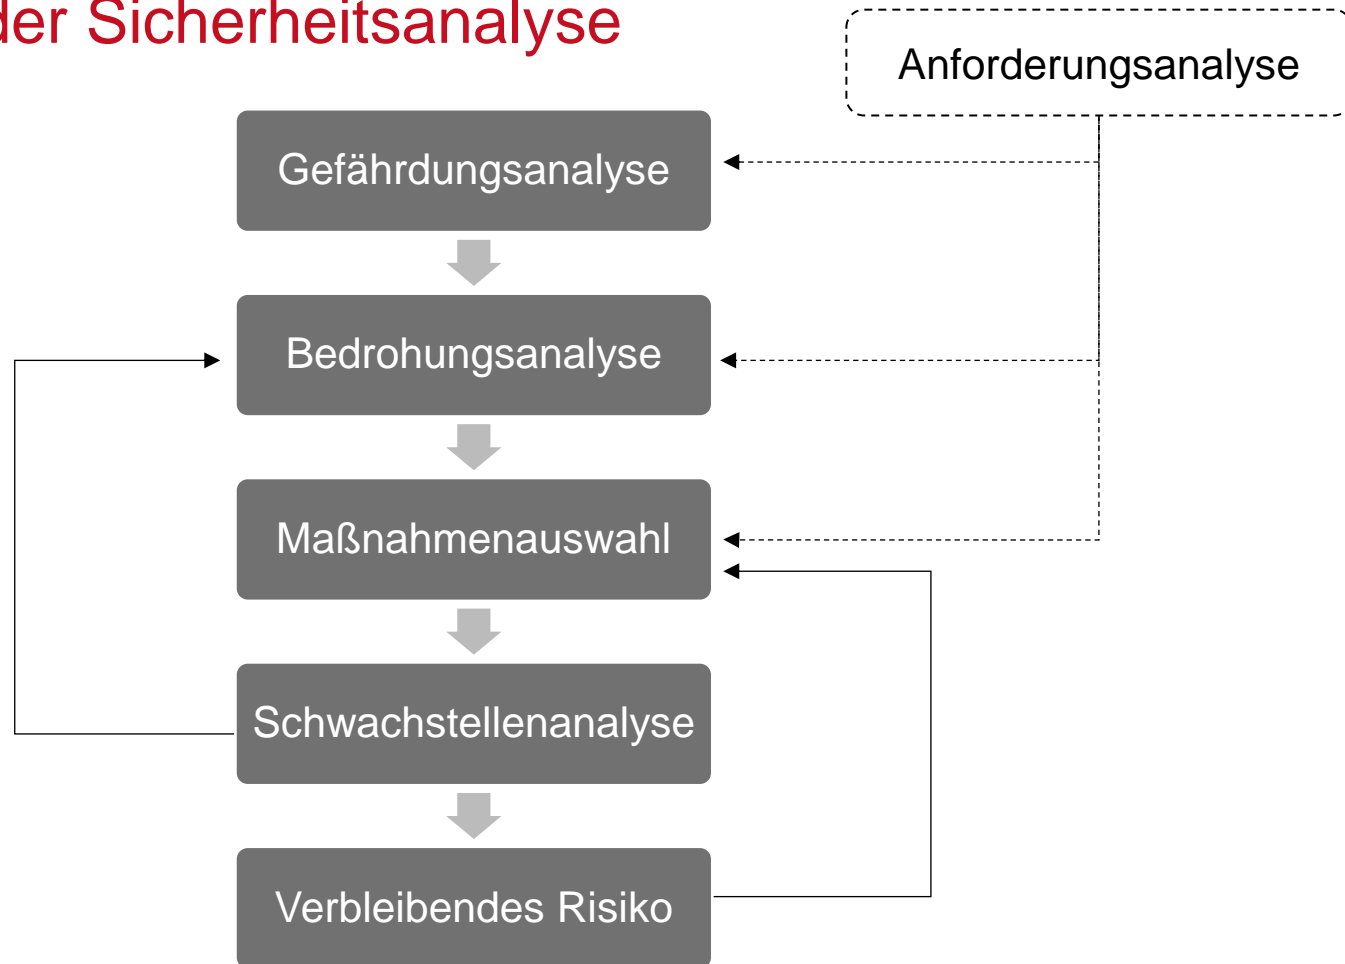 der Sicherheitsanalyse
Anforderungsanalyse
Gefährdungsanalyse
Bedrohungsanalyse
Maßnahmenauswahl
Schwachstellenanalyse
Verbleibendes Risiko